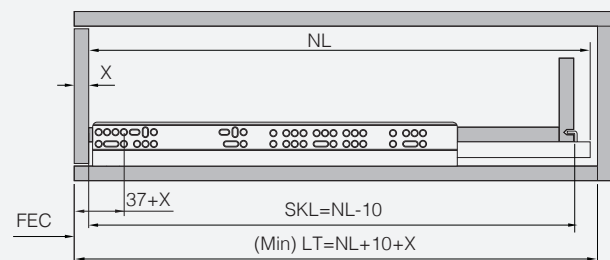 NL
X
37+X
SKL=NL-10
FEC
(Min) LT=NL+10+X